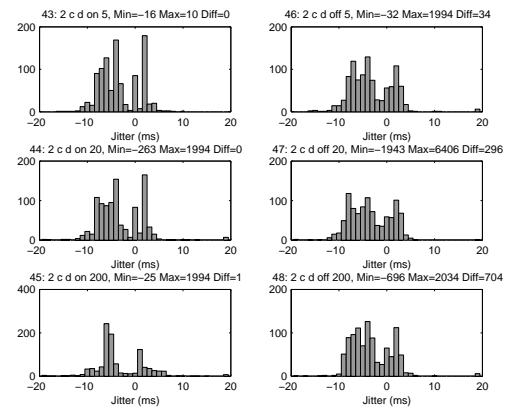 43: 2 c d on 5, Min=−16 Max=10 Diff=0
200
100
0
−20 −10 0 10 20
Jitter (ms)
46: 2 c d off 5, Min=−32 Max=1994 Diff=34
200
100
0
−20 −10 0 10 20
Jitter (ms)
44: 2 c d on 20, Min=−263 Max=1994 Diff=0
200
100
0
−20 −10 0 10 20
Jitter (ms)
47: 2 c d off 20, Min=−1943 Max=6406 Diff=296
200
100
0
−20 −10 0 10 20
Jitter (ms)
45: 2 c d on 200, Min=−25 Max=1994 Diff=1
400
200
0
−20 −10 0 10 20
Jitter (ms)
48: 2 c d off 200, Min=−696 Max=2034 Diff=704
200
100
0
−20 −10 0 10 20
Jitter (ms)